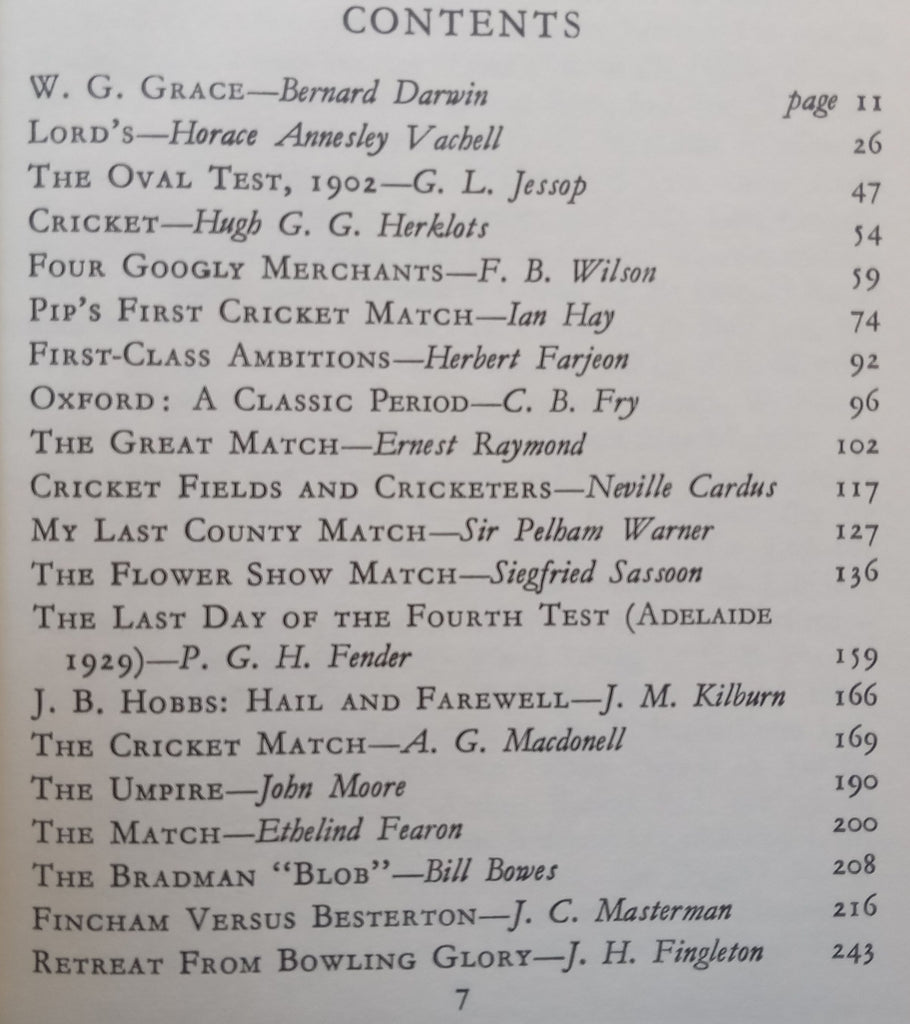 CONTENTS
W. G. GRACE—Bernard Darwin page 11
LORD'S—Horace Annesley Vachell 26
THE OVAL TEST, 1902—G. L. Jessop 47
CRICKET—Hugh G. G. Herklots 54
FOUR GOOGLY MERCHANTS—F. B. Wilson 59
PIP'S FIRST CRICKET MATCH—Ian Hay 74
FIRST-CLASS AMBITIONS—Herbert Farjeon 92
OXFORD: A CLASSIC PERIOD—C. B. Fry 96
THE GREAT MATCH—Ernest Raymond 102
CRICKET FIELDS AND CRICKETERS—Neville Cardus 117
MY LAST COUNTY MATCH—Sir Pelham Warner 127
THE FLOWER SHOW MATCH—Siegfried Sassoon 136
THE LAST DAY OF THE FOURTH TEST (ADELAIDE
1929)—P. G. H. Fender 159
J. B. HOBBS: HAIL AND FAREWELL—J. M. Kilburn 166
THE CRICKET MATCH—A. G. Macdonell 169
THE UMPIRE—John Moore 190
THE MATCH—Ethelind Fearon 200
THE BRADMAN “BLOB”—Bill Bowes 208
FINCHAM VERSUS BESTERTON—J. C. Masterman 216
RETREAT FROM BOWLING GLORY—J. H. Fingleton 243
7